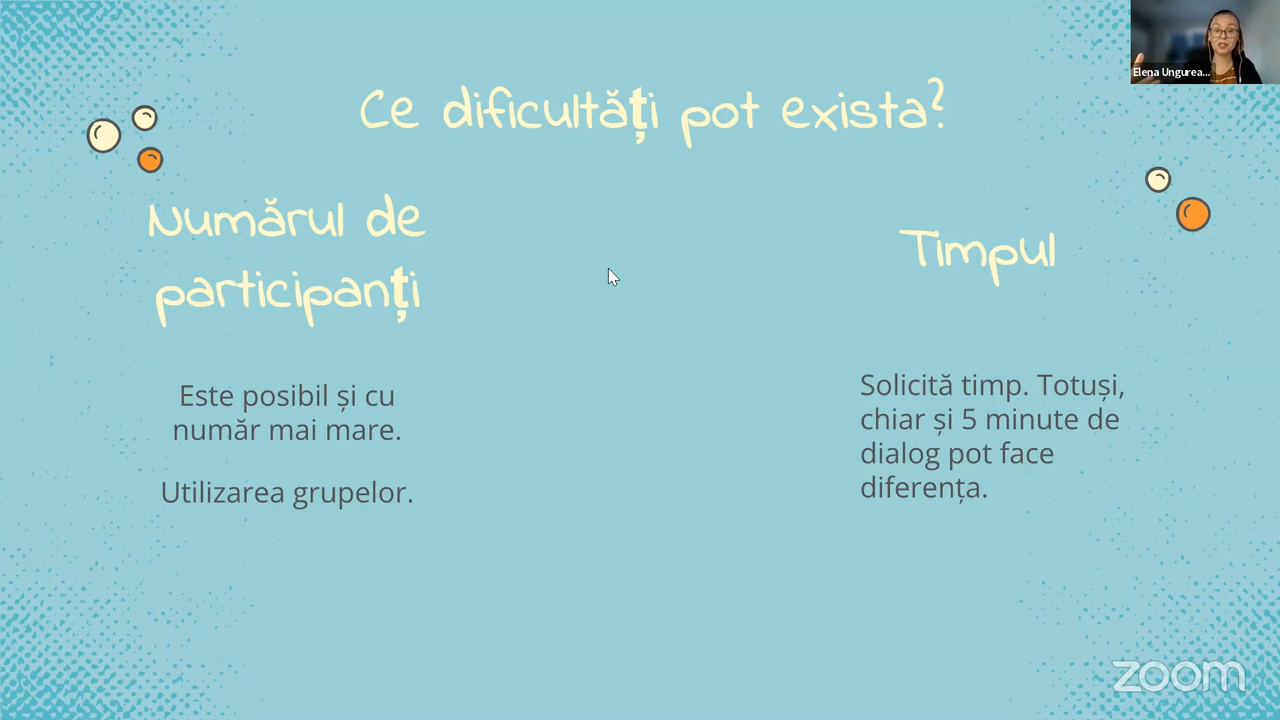 Elena Ungurea...
Ce dificultăți pot exista?
Numărul de
participanți
Este posibil și cu
număr mai mare.
Utilizarea grupelor.
Timpul
Solicită timp. Totuși,
chiar și 5 minute de
dialog pot face
diferența.
zoom